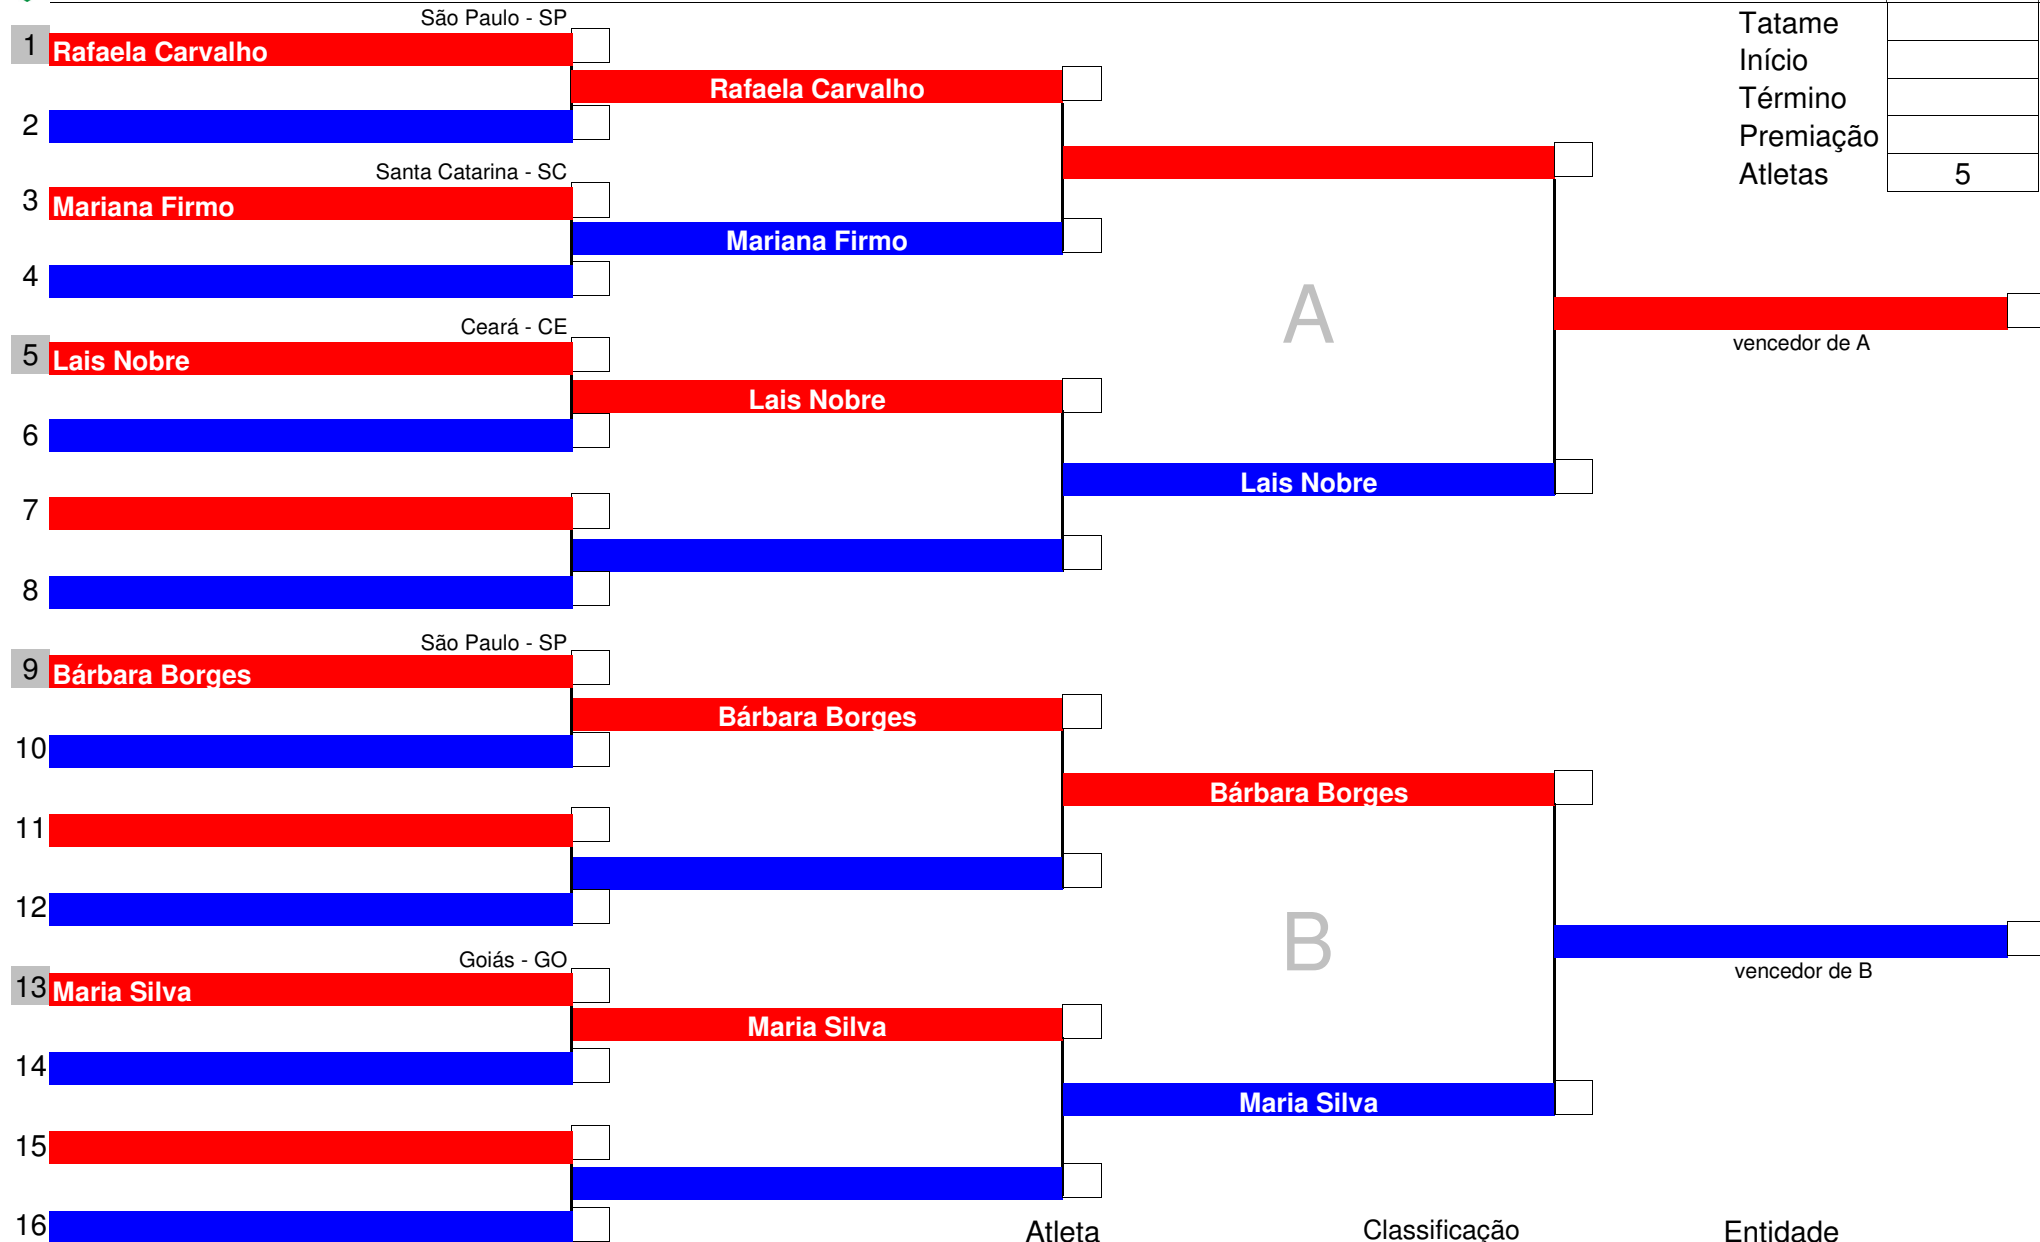 São Paulo - SP
1 Rafaela Carvalho
Rafaela Carvalho
2
Santa Catarina - SC
3 Mariana Firmo
Mariana Firmo
4
Ceará - CE
5 Lais Nobre
Lais Nobre
6
Lais Nobre
7
8
São Paulo - SP
9 Bárbara Borges
Bárbara Borges
10
Bárbara Borges
11
12
Goiás - GO
13 Maria Silva
Maria Silva
14
Maria Silva
15
16
A
vencedor de A
B
vencedor de B
Tatame
Início
Término
Premiação
Atletas 5
Atleta Classificação Entidade